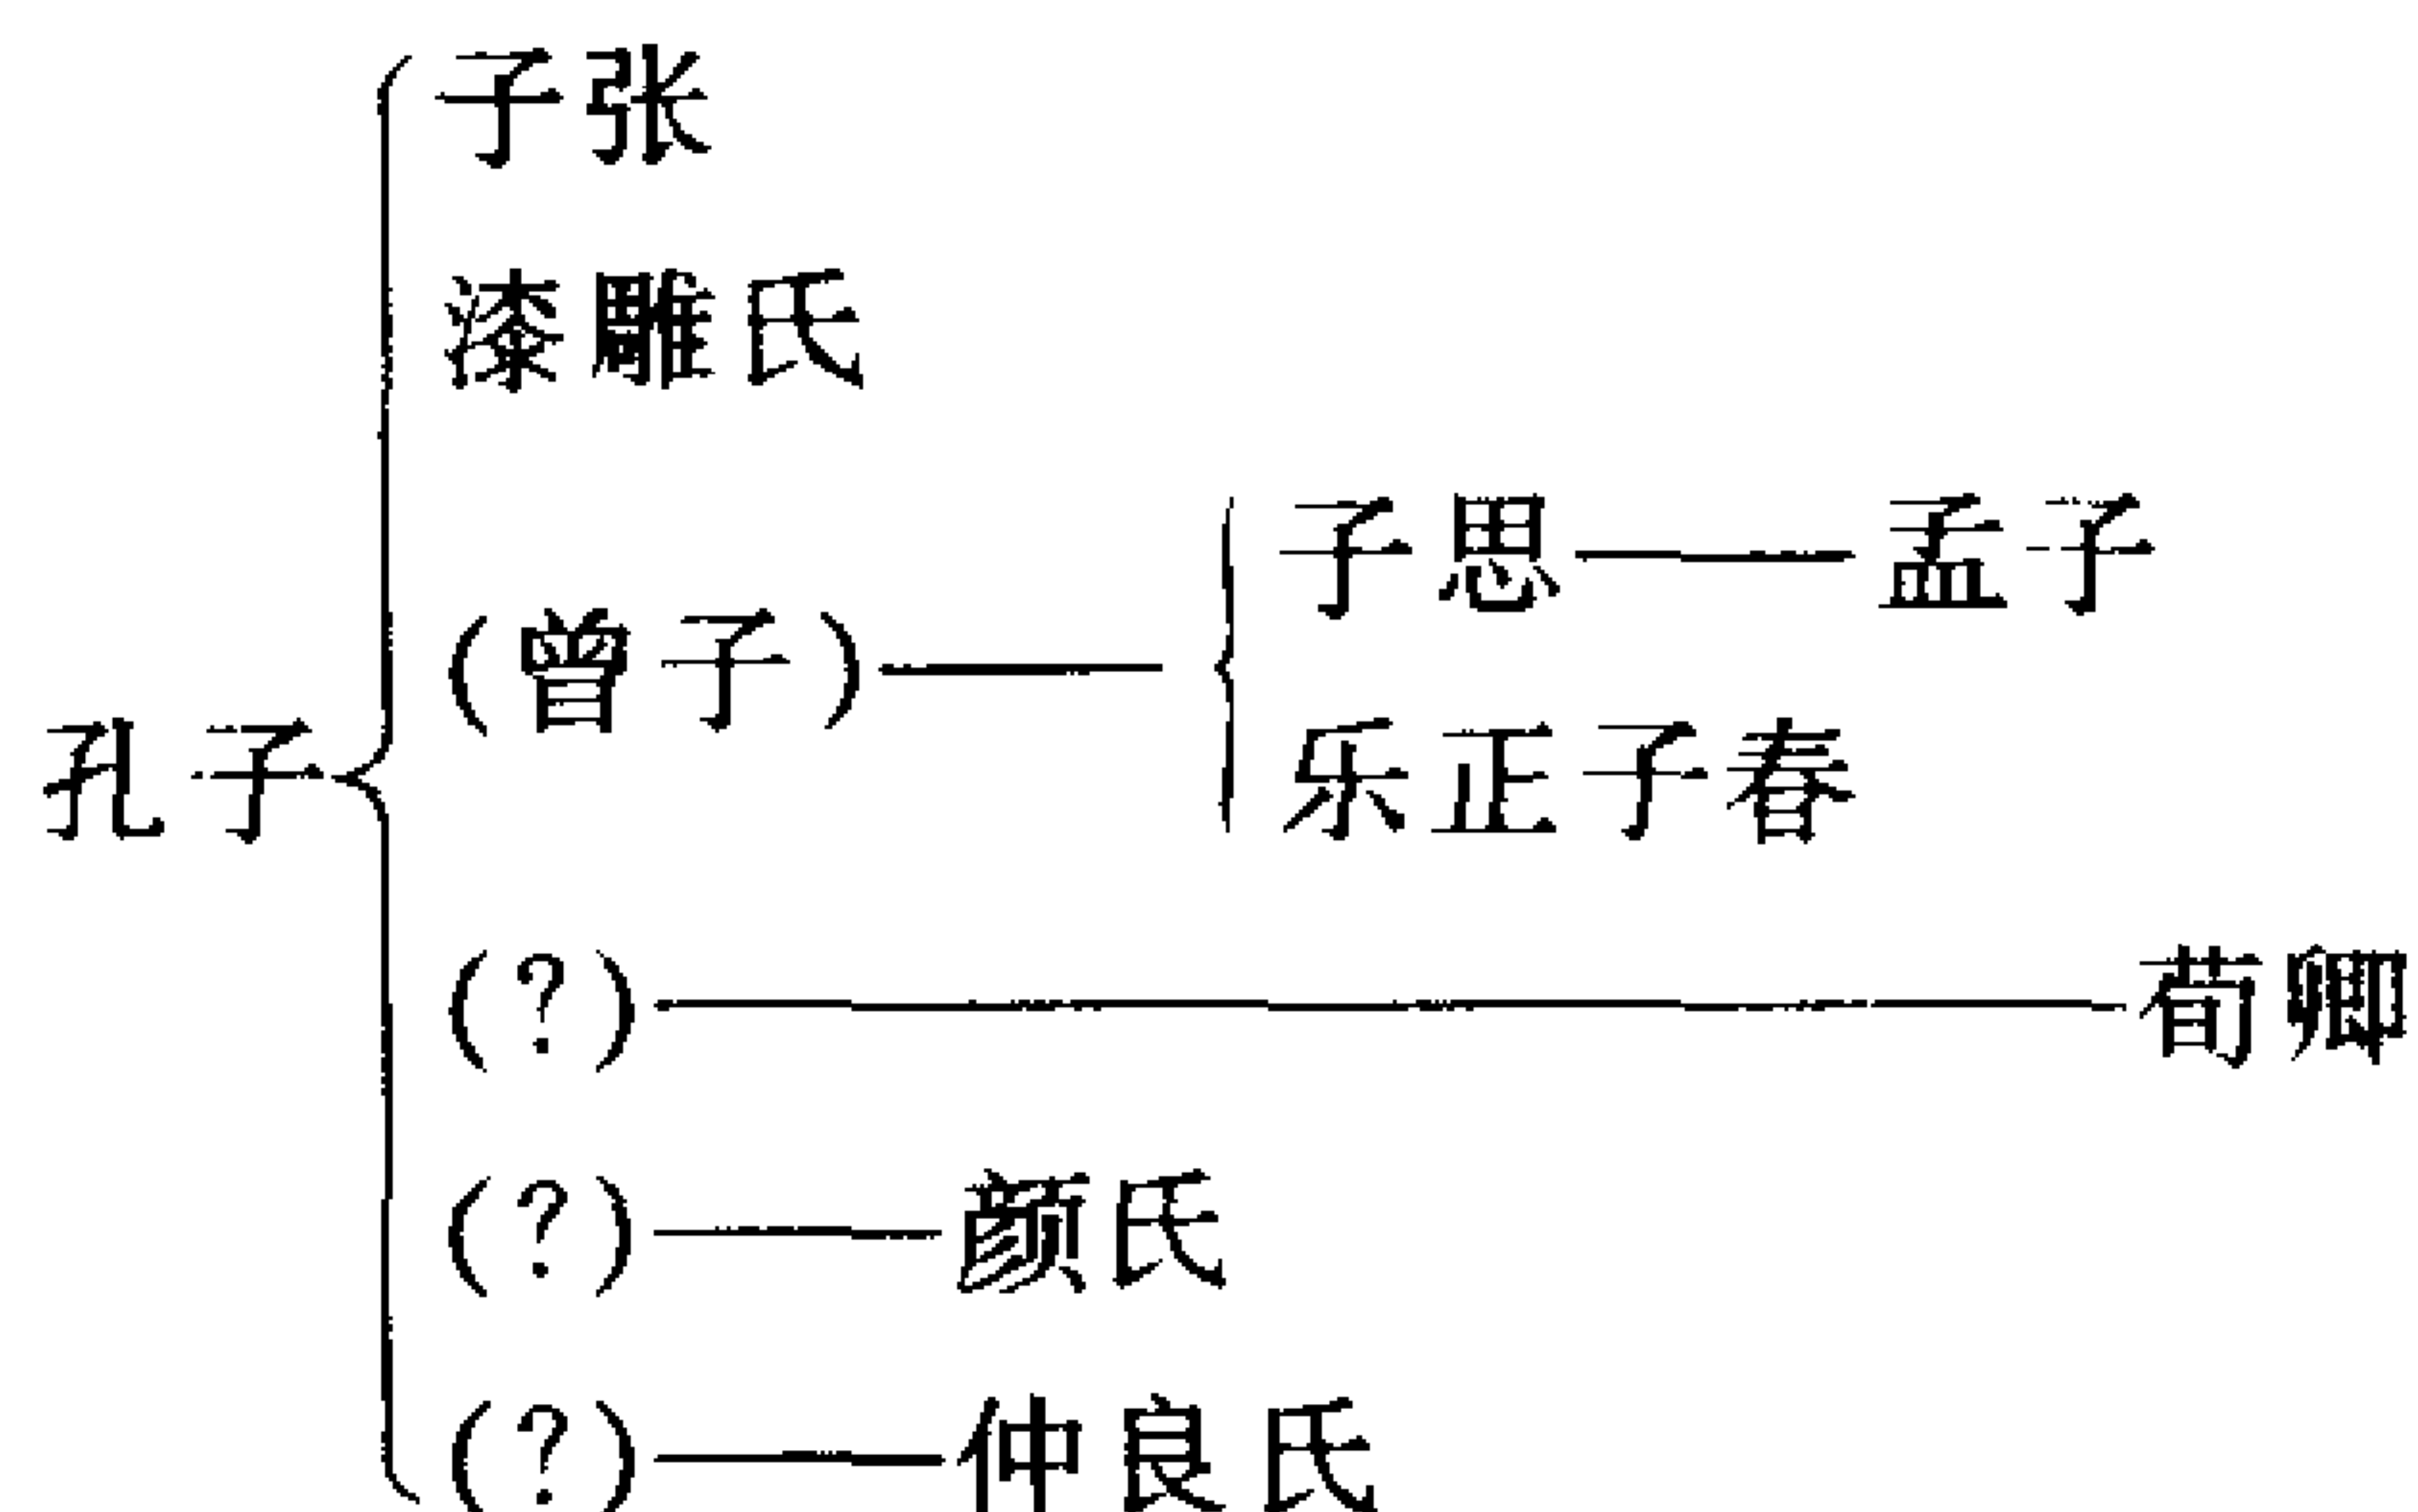 子张
漆雕氏
子思——孟子
(曾子)——
孔子
乐正子春
(?)——荀卿
(?)——颜氏
(?)——仲良氏